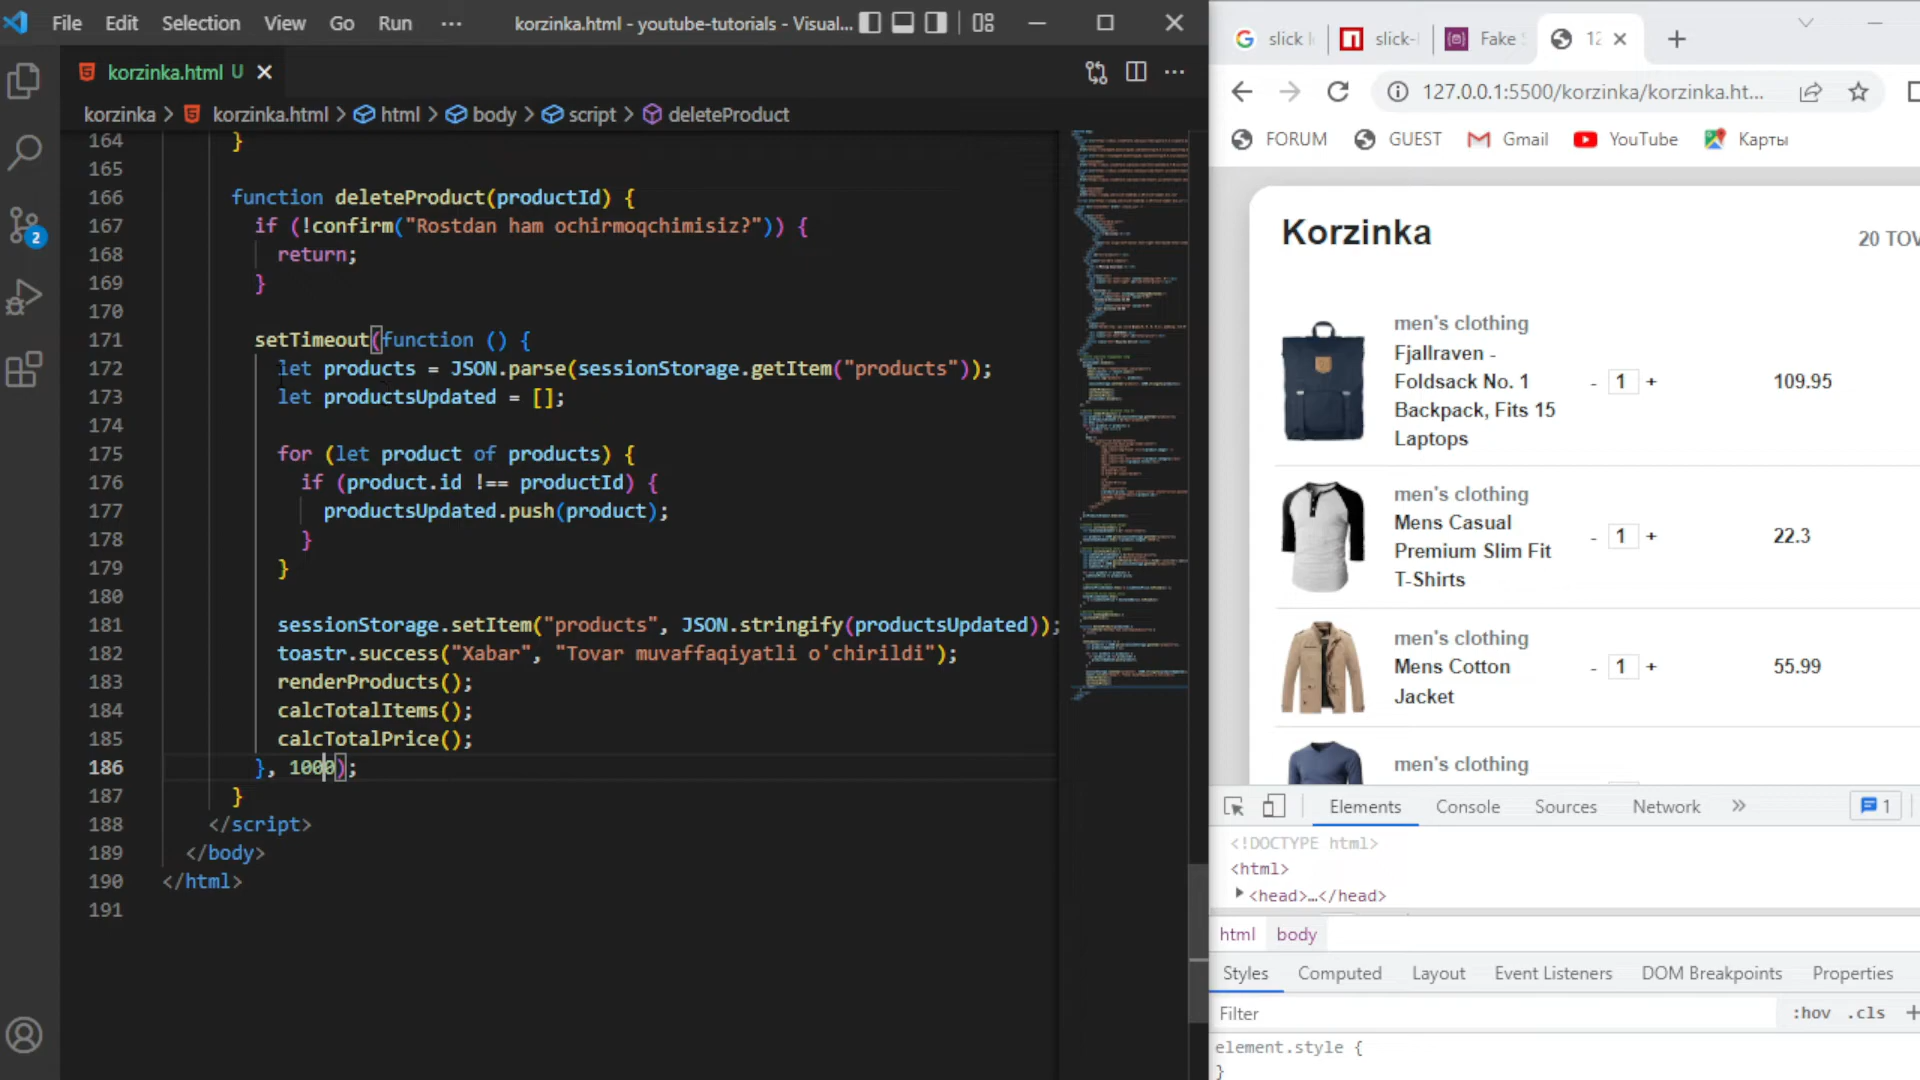 File Edit Selection View Go Run ··· korzinka.html - youtube-tutorials - Visual...
korzinka.html U
korzinka > korzinka.html > html > body > script > deleteProduct
164 }
165
166 function deleteProduct(productId) {
167 if (!confirm("Rostdan ham ochirmoqchimisiz?")) {
168 return;
169 }
170
171 setTimeout(function () {
172 let products = JSON.parse(sessionStorage.getItem("products"));
173 let productsUpdated = [];
174
175 for (let product of products) {
176 if (product.id !== productId) {
177 productsUpdated.push(product);
178 }
179 }
180
181 sessionStorage.setItem("products", JSON.stringify(productsUpdated));
182 toastr.success("Xabar", "Tovar muvaffaqiyatli o'chirildi");
183 renderProducts();
184 calcTotalItems();
185 calcTotalPrice();
186 }, 1000);
187 }
188 </script>
189 </body>
190 </html>
191
2
slick slick- Fake 12
127.0.0.1:5500/korzinka/korzinka.ht...
FORUM GUEST Gmail YouTube Карты
Korzinka
20 TOV
men's clothing
Fjallraven -
Foldsack No. 1
Backpack, Fits 15
Laptops
- 1 +
109.95
men's clothing
Mens Casual
Premium Slim Fit
T-Shirts
- 1 +
22.3
men's clothing
Mens Cotton
Jacket
- 1 +
55.99
men's clothing
Elements Console Sources Network » 1
<!DOCTYPE html>
<html>
<head>…</head>
html body
Styles Computed Layout Event Listeners DOM Breakpoints Properties
Filter :hov .cls +
element.style {
}